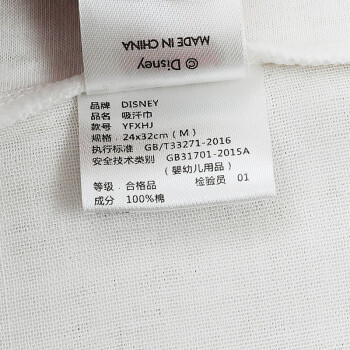 © Disney
MADE IN CHINA
品牌 DISNEY
品名 吸汗巾
款号 YFXHJ
规格: 24x32cm(M)
执行标准 GB/T33271-2016
安全技术类别 GB31701-2015A
(婴幼儿用品)
等级. 合格品 检验员 01
成分 100%棉